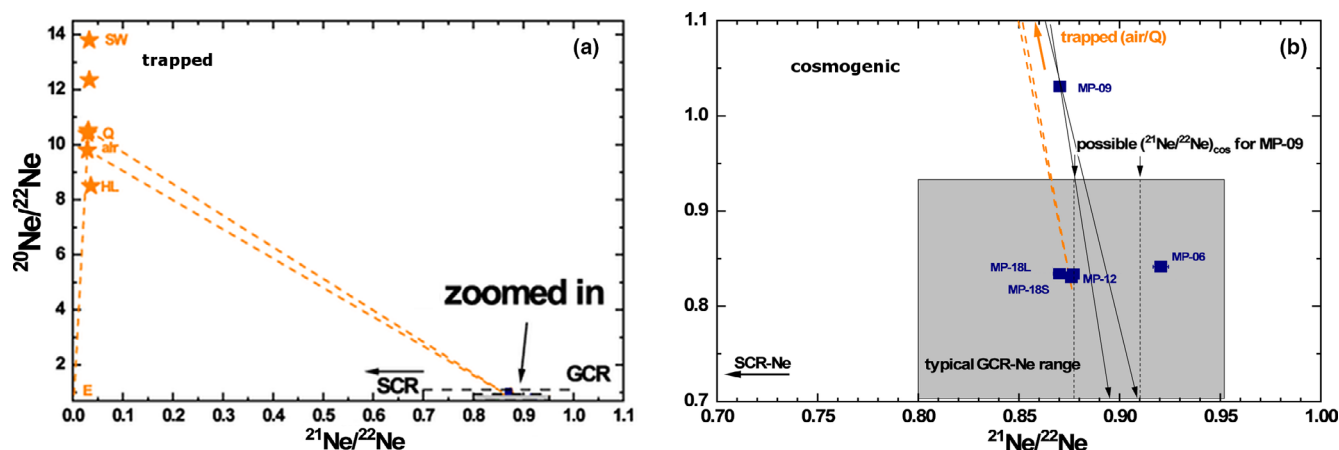 14
12
10
8
6
4
2
²⁰Ne/²²Ne
SW
trapped
(a)
Q
air
HL
zoomed in
SCR
GCR
E
0.0 0.1 0.2 0.3 0.4 0.5 0.6 0.7 0.8 0.9 1.0 1.1
²¹Ne/²²Ne
1.1
1.0
0.9
0.8
0.7
trapped (air/Q)
(b)
cosmogenic
MP-09
possible (²¹Ne/²²Ne)cos for MP-09
MP-06
MP-18L
MP-12
MP-18S
typical GCR-Ne range
SCR-Ne
0.70 0.75 0.80 0.85 0.90 0.95 1.00
²¹Ne/²²Ne